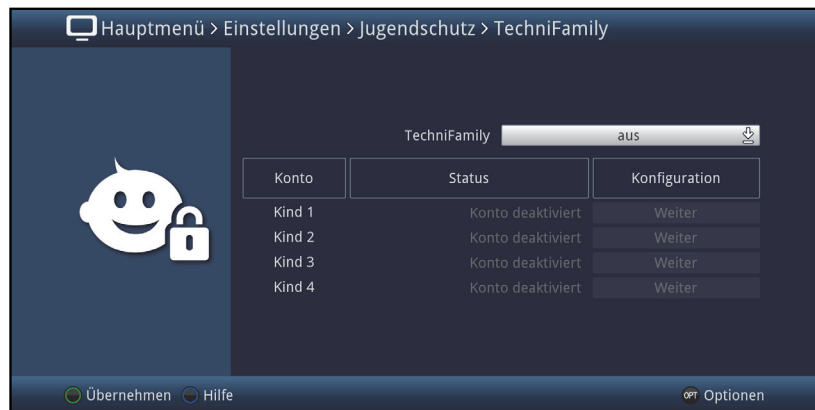 Hauptmenü > Einstellungen > Jugendschutz > TechniFamily
TechniFamily aus
Konto Status Konfiguration
Kind 1 Konto deaktiviert Weiter
Kind 2 Konto deaktiviert Weiter
Kind 3 Konto deaktiviert Weiter
Kind 4 Konto deaktiviert Weiter
Übernehmen Hilfe OPT Optionen